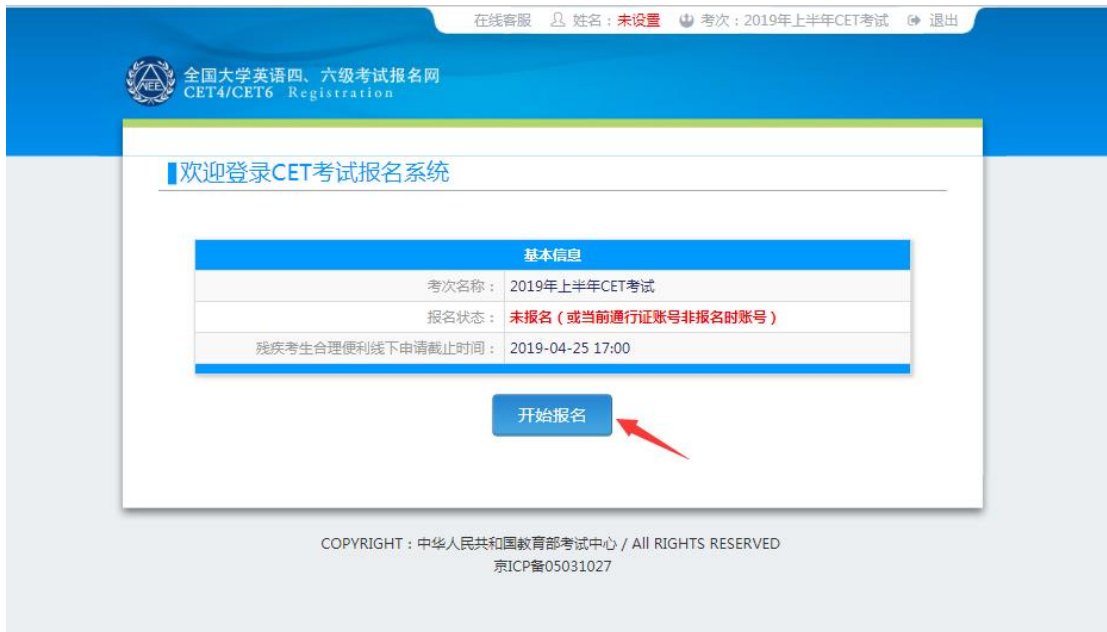 在线客服 姓名：未设置 考次：2019年上半年CET考试 退出
NEEA
全国大学英语四、六级考试报名网
CET4/CET6 Registration
欢迎登录CET考试报名系统
基本信息
考次名称： 2019年上半年CET考试
报名状态： 未报名（或当前通行证账号非报名时账号）
残疾考生合理便利线下申请截止时间： 2019-04-25 17:00
开始报名
COPYRIGHT：中华人民共和国教育部考试中心 / All RIGHTS RESERVED
京ICP备05031027